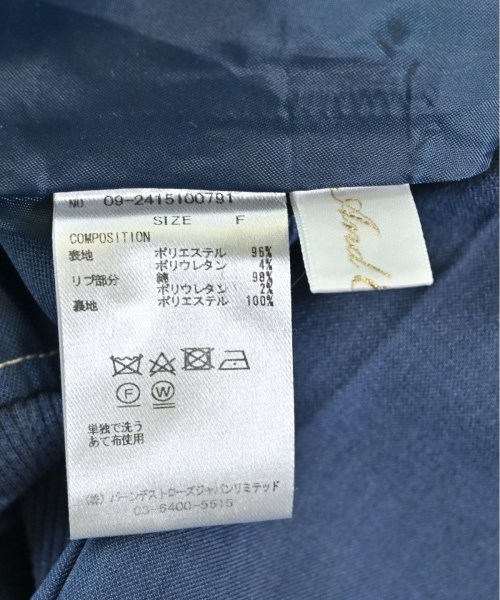 NO. 09-2415100791
SIZE F
COMPOSITION
表地 ポリエステル 96%
ポリウレタン 4%
リブ部分 綿 98%
ポリウレタン 2%
裏地 ポリエステル 100%
F W
単独で洗う
あて布使用
(株) バーンデストローズジャパンリミテッド
03-6400-5515
And